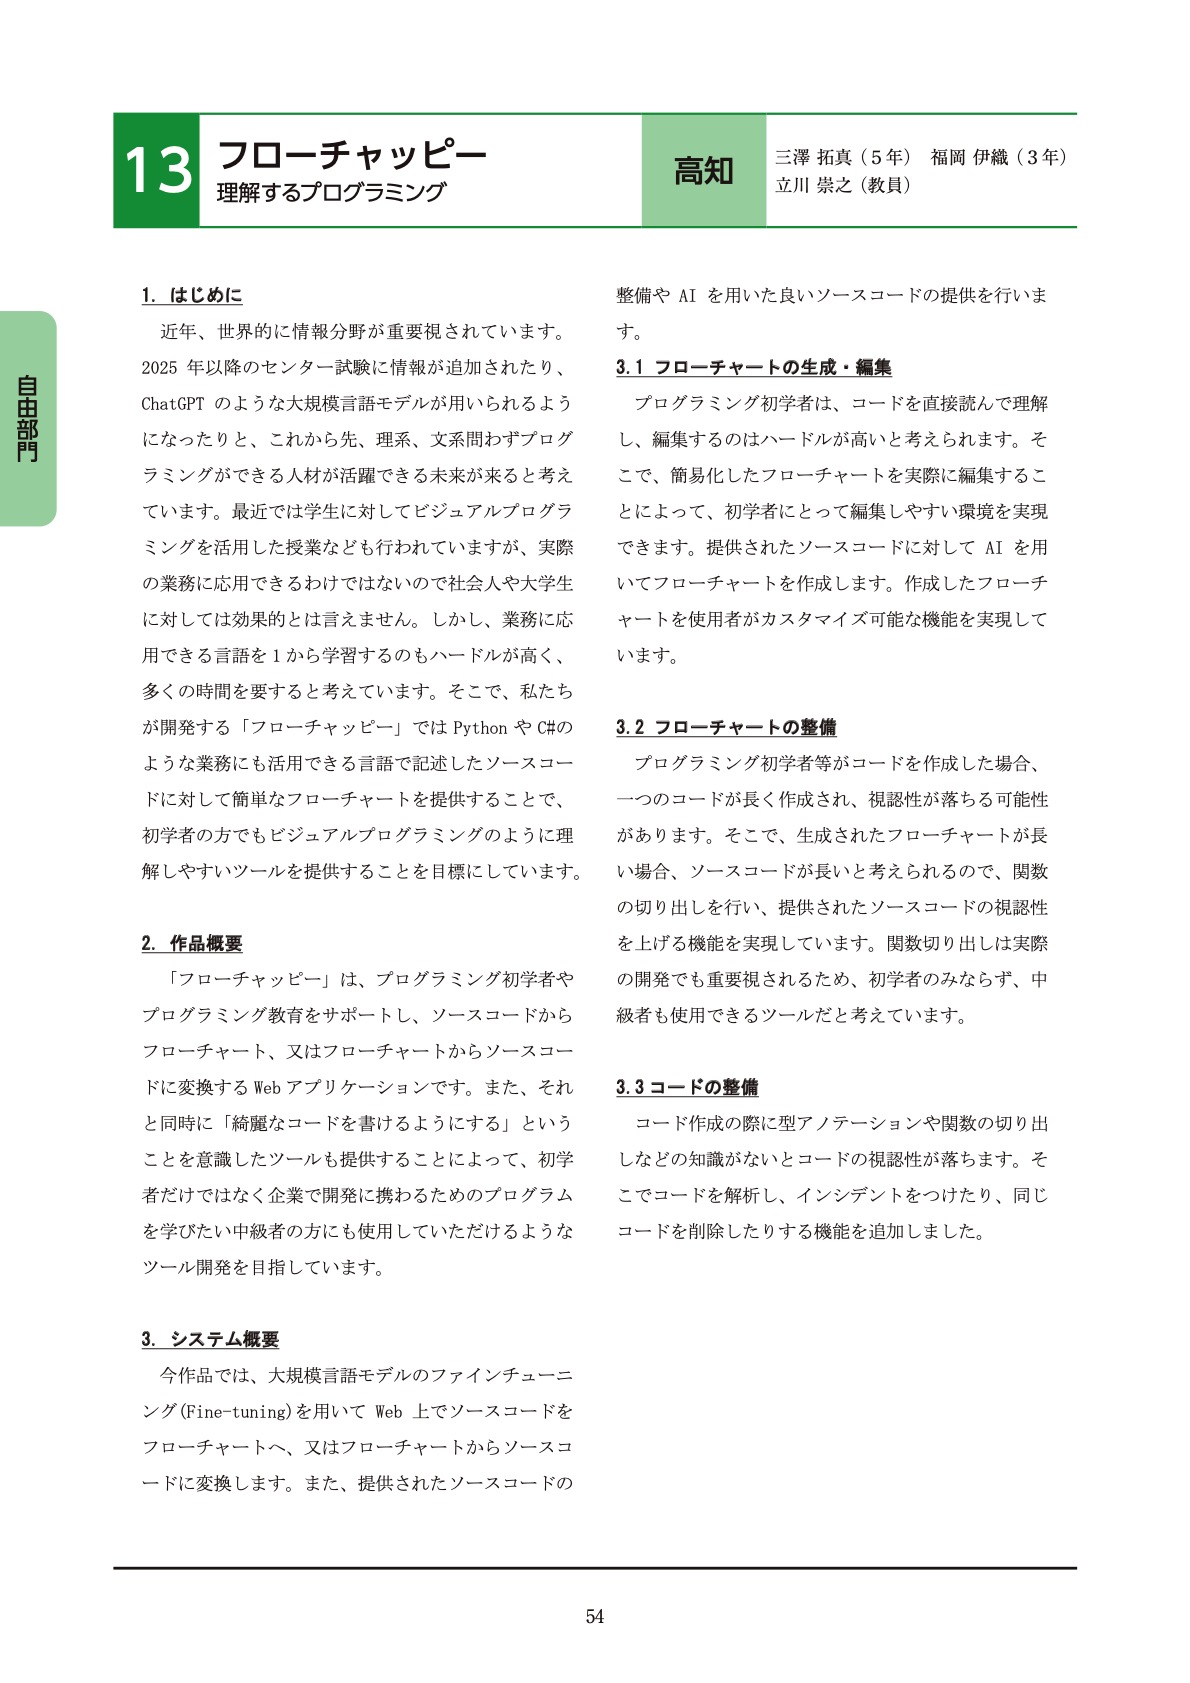 13
フローチャッピー
理解するプログラミング
高知
三澤 拓真（５年） 福岡 伊織（３年）
立川 崇之（教員）
自由部門
1. はじめに
近年、世界的に情報分野が重要視されています。
2025 年以降のセンター試験に情報が追加されたり、
ChatGPT のような大規模言語モデルが用いられるよう
になったりと、これから先、理系、文系問わずプログ
ラミングができる人材が活躍できる未来が来ると考え
ています。最近では学生に対してビジュアルプログラ
ミングを活用した授業なども行われていますが、実際
の業務に応用できるわけではないので社会人や大学生
に対しては効果的とは言えません。しかし、業務に応
用できる言語を１から学習するのもハードルが高く、
多くの時間を要すると考えています。そこで、私たち
が開発する「フローチャッピー」では Python や C#の
ような業務にも活用できる言語で記述したソースコー
ドに対して簡単なフローチャートを提供することで、
初学者の方でもビジュアルプログラミングのように理
解しやすいツールを提供することを目標にしています。
2. 作品概要
「フローチャッピー」は、プログラミング初学者や
プログラミング教育をサポートし、ソースコードから
フローチャート、又はフローチャートからソースコー
ドに変換する Web アプリケーションです。また、それ
と同時に「綺麗なコードを書けるようにする」という
ことを意識したツールも提供することによって、初学
者だけではなく企業で開発に携わるためのプログラム
を学びたい中級者の方にも使用していただけるような
ツール開発を目指しています。
3. システム概要
今作品では、大規模言語モデルのファインチューニ
ング(Fine-tuning)を用いて Web 上でソースコードを
フローチャートへ、又はフローチャートからソースコ
ードに変換します。また、提供されたソースコードの
整備や AI を用いた良いソースコードの提供を行いま
す。
3.1 フローチャートの生成・編集
プログラミング初学者は、コードを直接読んで理解
し、編集するのはハードルが高いと考えられます。そ
こで、簡易化したフローチャートを実際に編集するこ
とによって、初学者にとって編集しやすい環境を実現
できます。提供されたソースコードに対して AI を用
いてフローチャートを作成します。作成したフローチ
ャートを使用者がカスタマイズ可能な機能を実現して
います。
3.2 フローチャートの整備
プログラミング初学者等がコードを作成した場合、
一つのコードが長く作成され、視認性が落ちる可能性
があります。そこで、生成されたフローチャートが長
い場合、ソースコードが長いと考えられるので、関数
の切り出しを行い、提供されたソースコードの視認性
を上げる機能を実現しています。関数切り出しは実際
の開発でも重要視されるため、初学者のみならず、中
級者も使用できるツールだと考えています。
3.3 コードの整備
コード作成の際に型アノテーションや関数の切り出
しなどの知識がないとコードの視認性が落ちます。そ
こでコードを解析し、インシデントをつけたり、同じ
コードを削除したりする機能を追加しました。
54